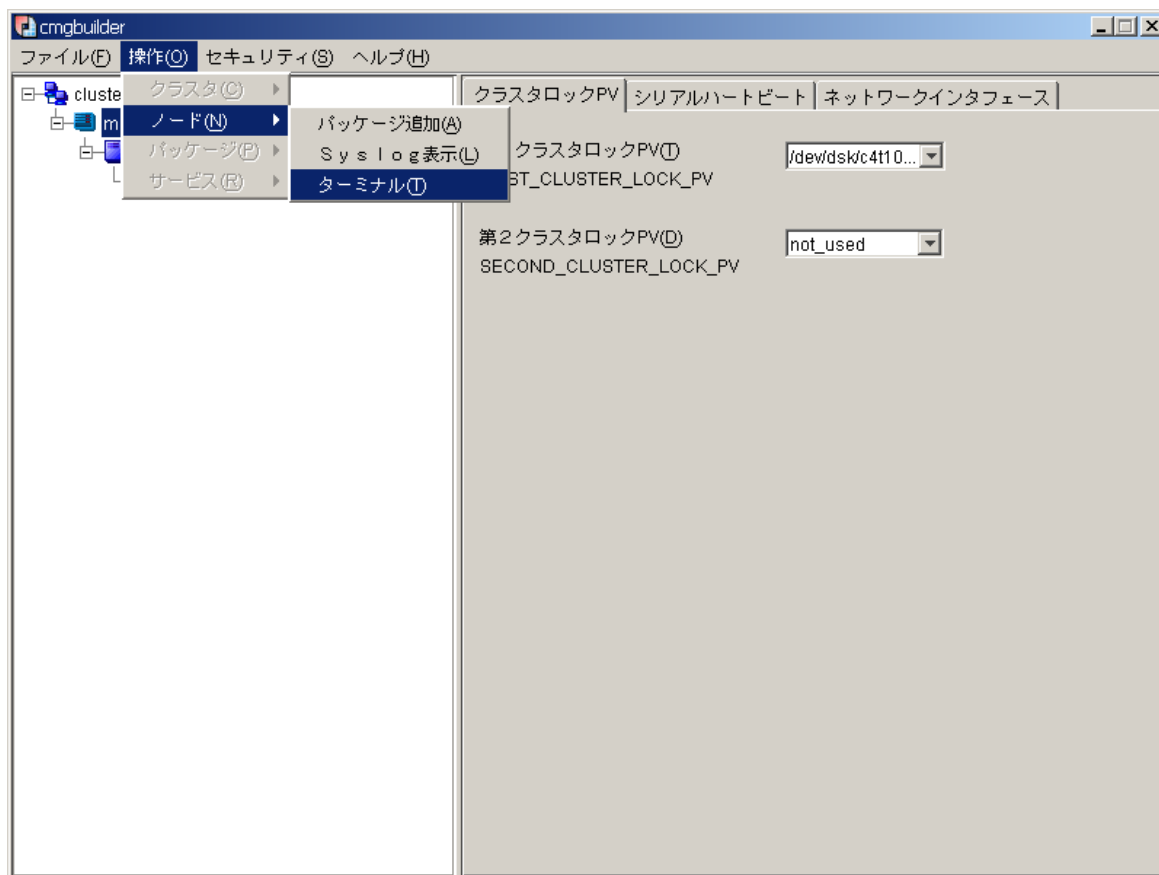 cmgbuilder
ファイル(F) 操作(O) セキュリティ(S) ヘルプ(H)
cluste
クラスタ(C)
クラスタロックPV シリアルハートビート ネットワークインタフェース
m
ノード(N)
パッケージ追加(A)
パッケージ(P)
Ｓｙｓｌｏｇ表示(L)
クラスタロックPV(T)
/dev/dsk/c4t10...
サービス(R)
ターミナル(T)
ST_CLUSTER_LOCK_PV
第２クラスタロックPV(D)
not_used
SECOND_CLUSTER_LOCK_PV